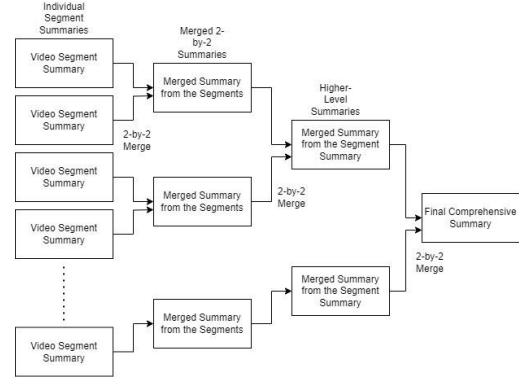 Individual
Segment
Summaries
Video Segment
Summary
Video Segment
Summary
Video Segment
Summary
Video Segment
Summary
Video Segment
Summary
Merged 2-
by-2
Summaries
Merged Summary
from the Segments
2-by-2
Merge
Merged Summary
from the Segments
Merged Summary
from the Segments
Higher-
Level
Summaries
Merged Summary
from the Segment
Summary
2-by-2
Merge
Merged Summary
from the Segment
Summary
Final Comprehensive
Summary
2-by-2
Merge